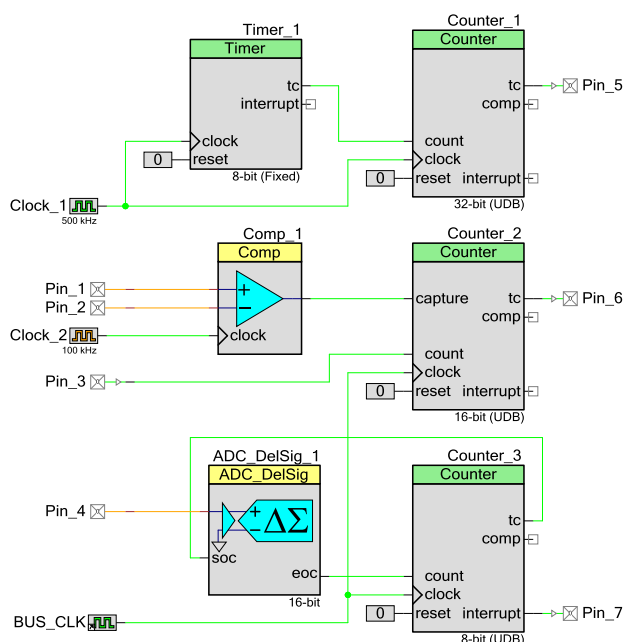 Timer_1
Timer
tc
interrupt
clock
0
reset
8-bit (Fixed)
Counter_1
Counter
tc
Pin_5
comp
count
clock
0
reset
interrupt
32-bit (UDB)
Clock_1
500 kHz
Comp_1
Comp
Pin_1
+
Pin_2
−
Clock_2
100 kHz
clock
Counter_2
Counter
capture
tc
Pin_6
comp
Pin_3
count
clock
0
reset
interrupt
16-bit (UDB)
ADC_DelSig_1
ADC_DelSig
Pin_4
+
−
ΔΣ
soc
eoc
16-bit
Counter_3
Counter
tc
comp
count
clock
0
reset
interrupt
Pin_7
8-bit (UDB)
BUS_CLK